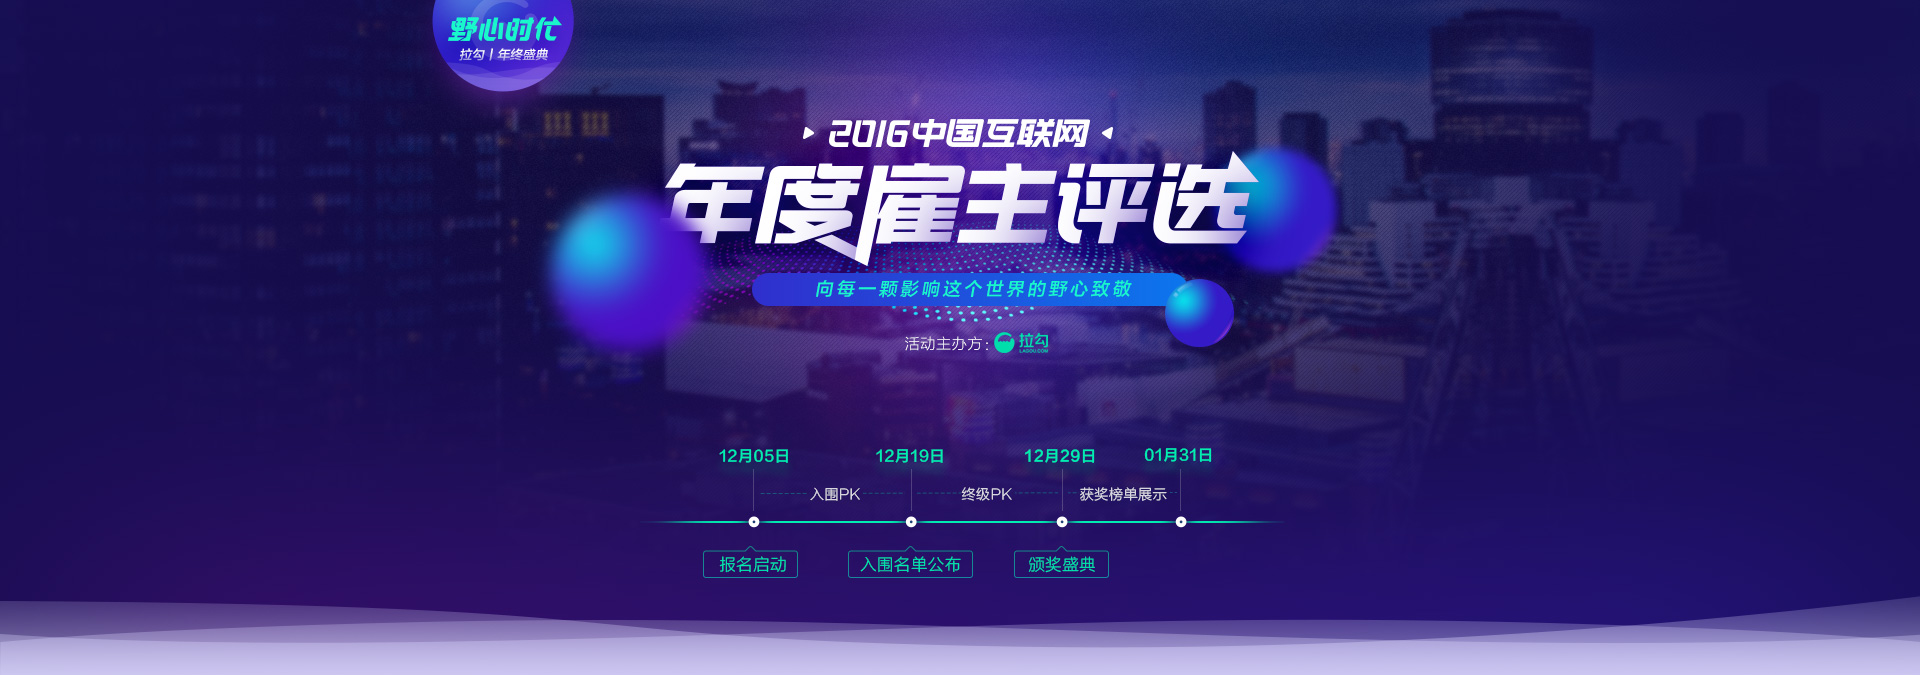 野心时代
拉勾 | 年终盛典
2016中国互联网
年度雇主评选
向每一颗影响这个世界的野心致敬
活动主办方：拉勾
LAGOU.COM
12月05日 12月19日 12月29日 01月31日
入围PK 终级PK 获奖榜单展示
报名启动 入围名单公布 颁奖盛典